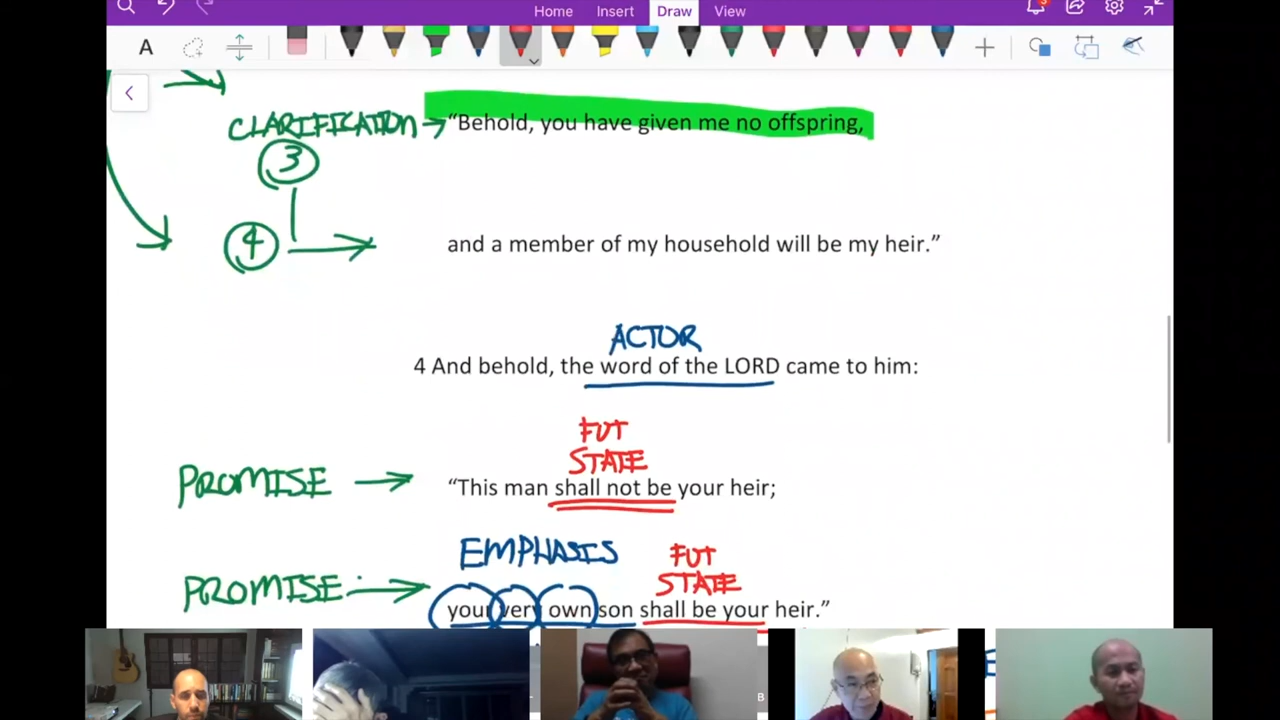 Home Insert Draw View
A
CLARIFICATION → “Behold, you have given me no offspring,
3
4 and a member of my household will be my heir.”
ACTOR
4 And behold, the word of the LORD came to him:
FUT
STATE
PROMISE → “This man shall not be your heir;
EMPHASIS FUT
STATE
PROMISE → your very own son shall be your heir.”
B